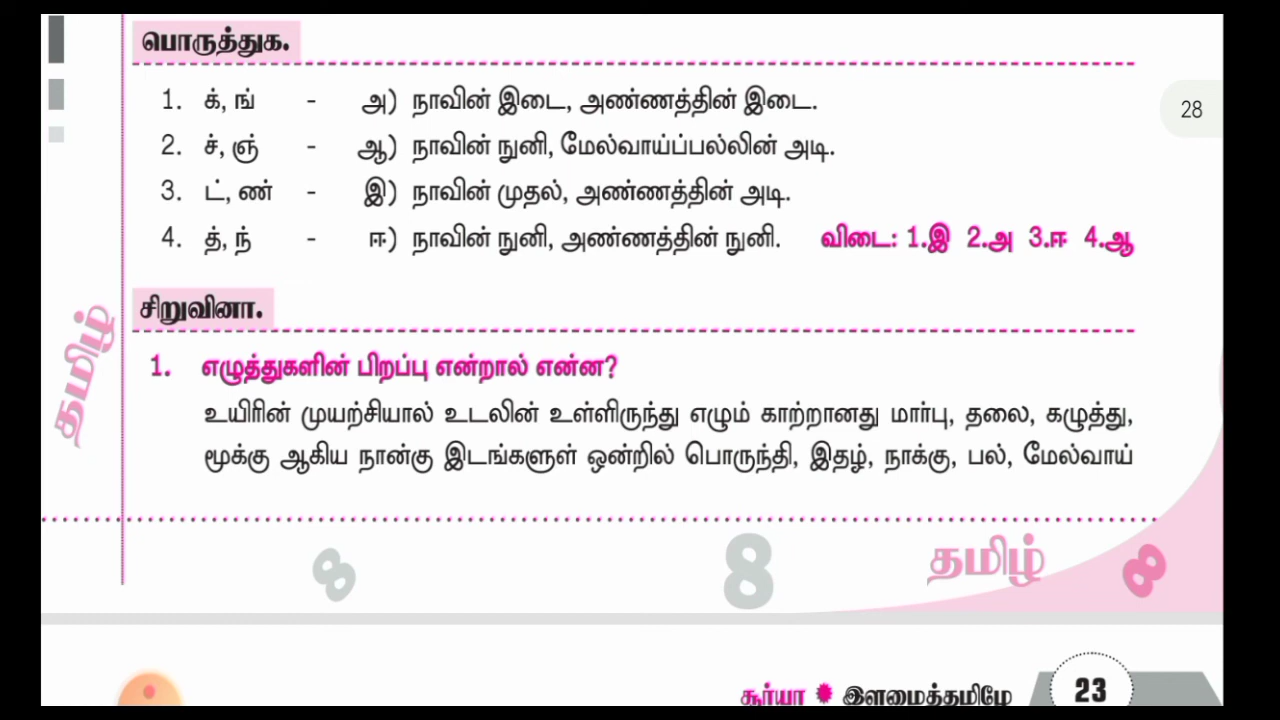 பொருத்துக.
28
1. க், ங் - அ) நாவின் இடை, அண்ணத்தின் இடை.
2. ச், ஞ் - ஆ) நாவின் நுனி, மேல்வாய்ப்பல்லின் அடி.
3. ட், ண் - இ) நாவின் முதல், அண்ணத்தின் அடி.
4. த், ந் - ஈ) நாவின் நுனி, அண்ணத்தின் நுனி. விடை: 1.இ 2.அ 3.ஈ 4.ஆ
சிறுவினா.
தமிழ்
1. எழுத்துகளின் பிறப்பு என்றால் என்ன?
உயிரின் முயற்சியால் உடலின் உள்ளிருந்து எழும் காற்றானது மார்பு, தலை, கழுத்து,
மூக்கு ஆகிய நான்கு இடங்களுள் ஒன்றில் பொருந்தி, இதழ், நாக்கு, பல், மேல்வாய்
8 8 தமிழ் 8
சூர்யா இளமைத்தமிழே 23